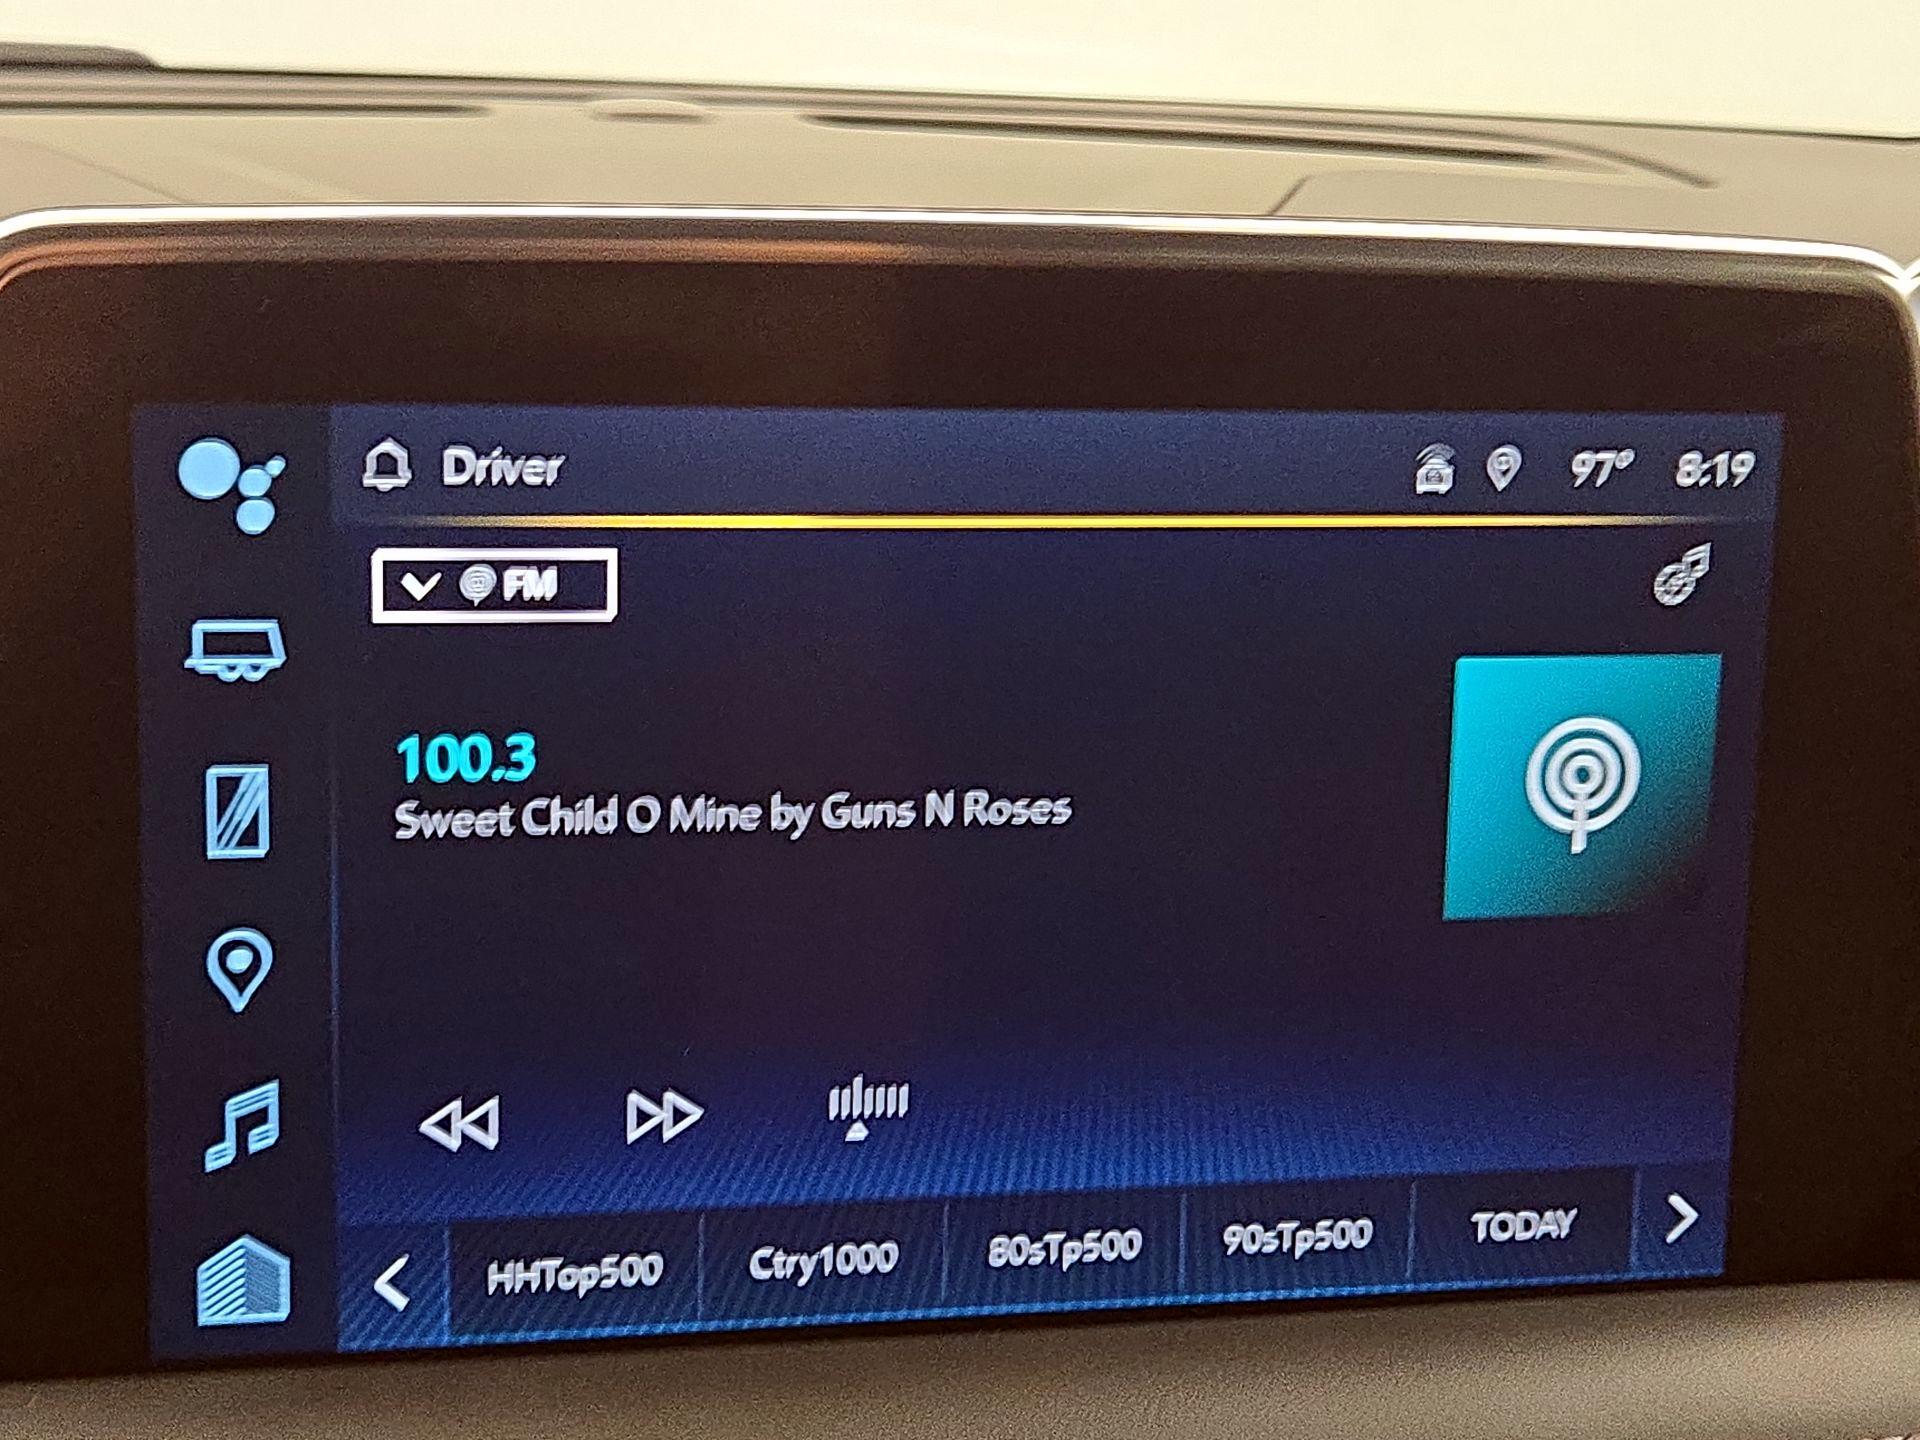 Driver 97° 8:19
FM
100.3
Sweet Child O Mine by Guns N Roses
HHTop500 Ctry1000 80sTp500 90sTp500 TODAY